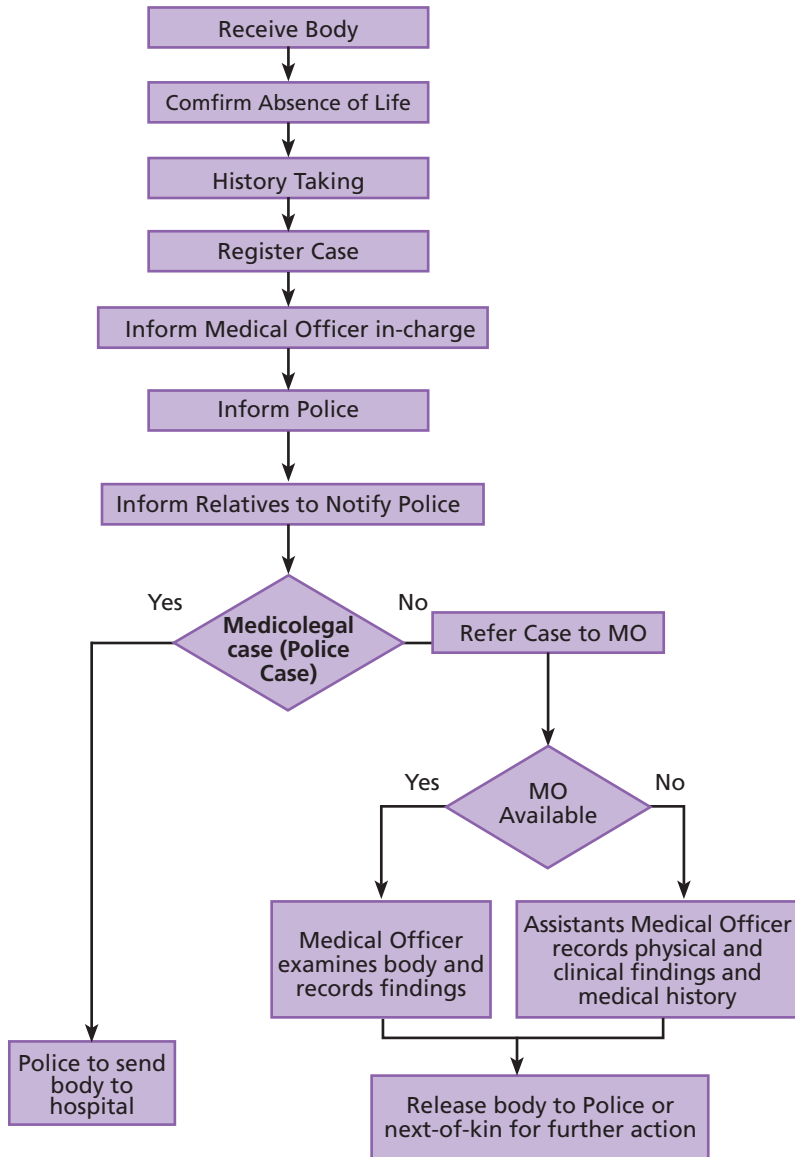 Receive Body
Comfirm Absence of Life
History Taking
Register Case
Inform Medical Officer in-charge
Inform Police
Inform Relatives to Notify Police
Yes
No
Medicolegal
case (Police
Case)
Refer Case to MO
Yes
No
MO
Available
Medical Officer
examines body and
records findings
Assistants Medical Officer
records physical and
clinical findings and
medical history
Police to send
body to
hospital
Release body to Police or
next-of-kin for further action